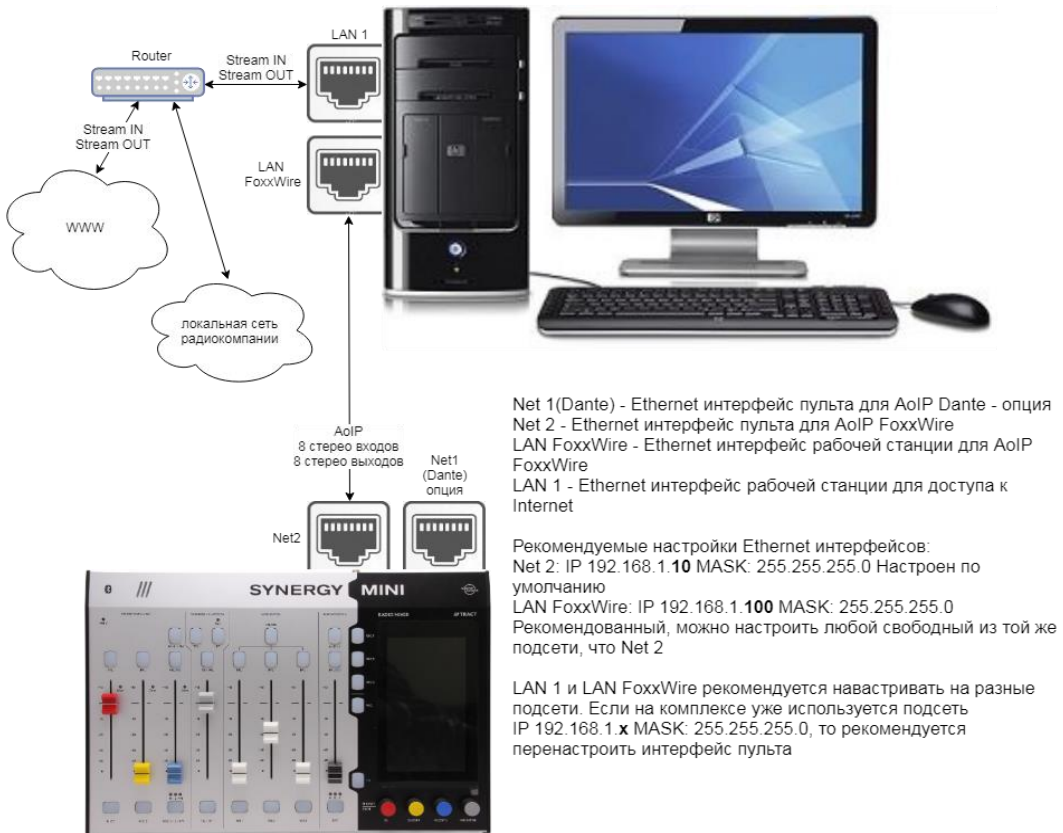 LAN 1
Router
Stream IN
Stream OUT
Stream IN
Stream OUT
LAN
FoxxWire
WWW
локальная сеть
радиокомпании
AoIP
8 стерео входов
8 стерео выходов
Net1
(Dante)
опция
Net2
Net 1(Dante) - Ethernet интерфейс пульта для AoIP Dante - опция
Net 2 - Ethernet интерфейс пульта для AoIP FoxxWire
LAN FoxxWire - Ethernet интерфейс рабочей станции для AoIP
FoxxWire
LAN 1 - Ethernet интерфейс рабочей станции для доступа к
Internet
Рекомендуемые настройки Ethernet интерфейсов:
Net 2: IP 192.168.1.10 MASK: 255.255.255.0 Настроен по
умолчанию
LAN FoxxWire: IP 192.168.1.100 MASK: 255.255.255.0
Рекомендованный, можно настроить любой свободный из той же
подсети, что Net 2
LAN 1 и LAN FoxxWire рекомендуется навастривать на разные
подсети. Если на комплексе уже используется подсеть
IP 192.168.1.x MASK: 255.255.255.0, то рекомендуется
перенастроить интерфейс пульта
SYNERGY MINI
RADIO MIXER